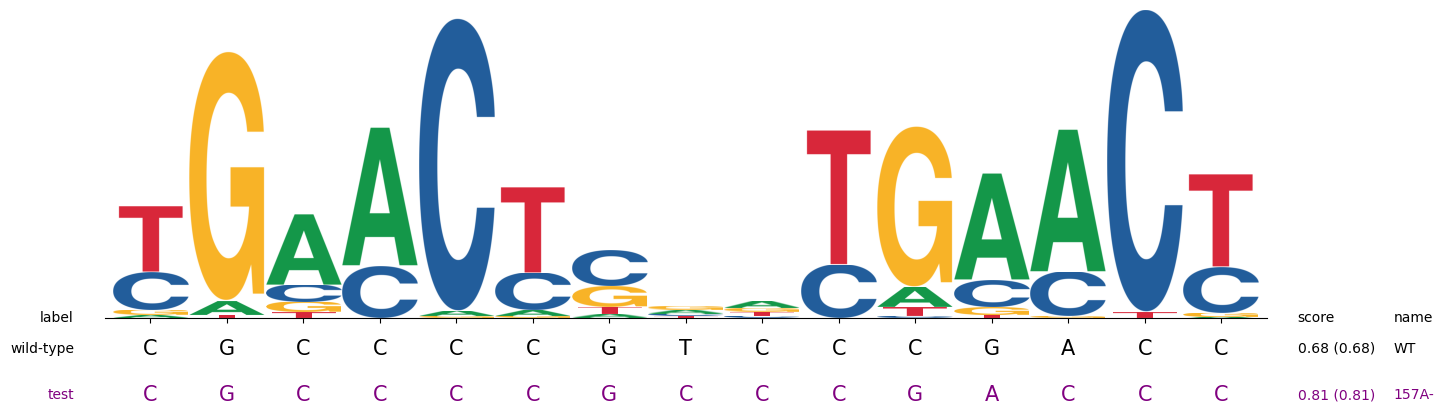 label score name
wild-type C G C C C C G T C C C G A C C 0.68 (0.68) WT
test C G C C C C G C C C G A C C C 0.81 (0.81) 157A-